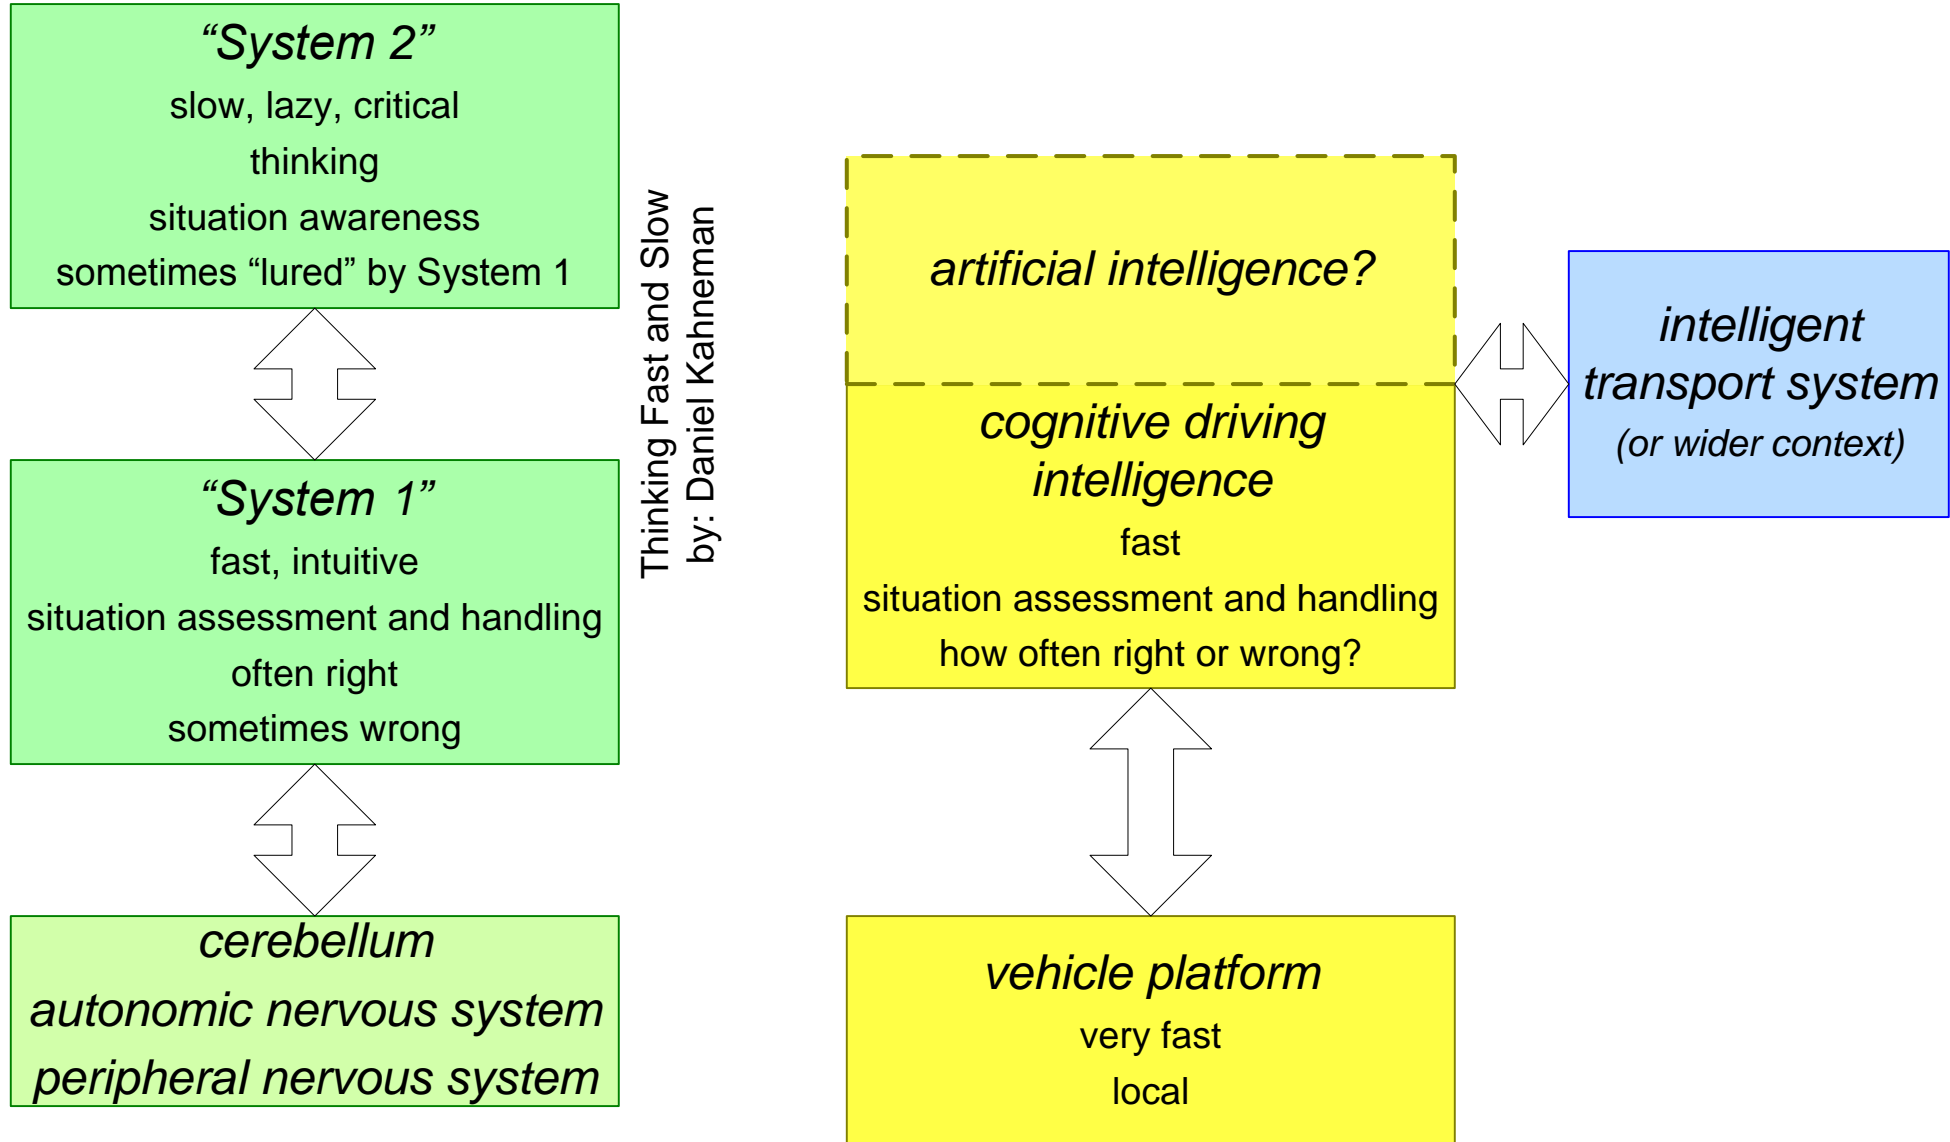 “System 2”
slow, lazy, critical
thinking
situation awareness
sometimes “lured” by System 1
“System 1”
fast, intuitive
situation assessment and handling
often right
sometimes wrong
cerebellum
autonomic nervous system
peripheral nervous system
Thinking Fast and Slow
by: Daniel Kahneman
artificial intelligence?
cognitive driving
intelligence
fast
situation assessment and handling
how often right or wrong?
vehicle platform
very fast
local
intelligent
transport system
(or wider context)